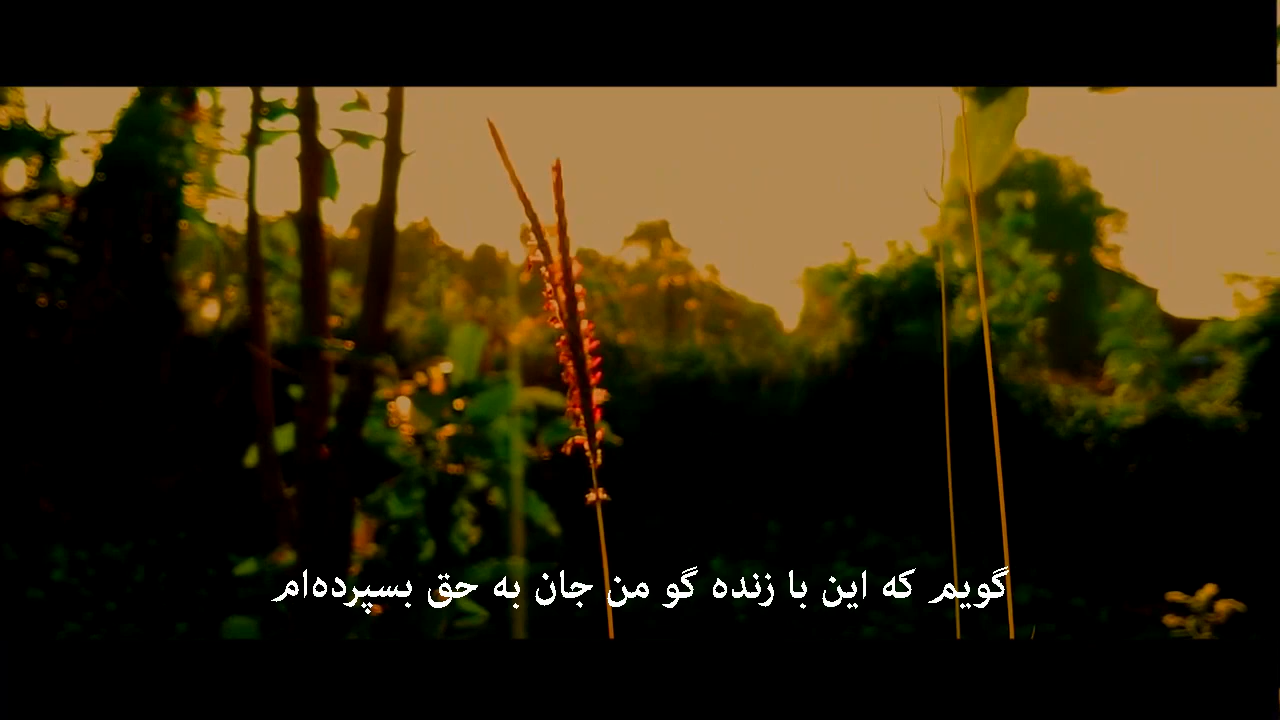 گویم که این با زنده گو من جان به حق بسپرده‌ام